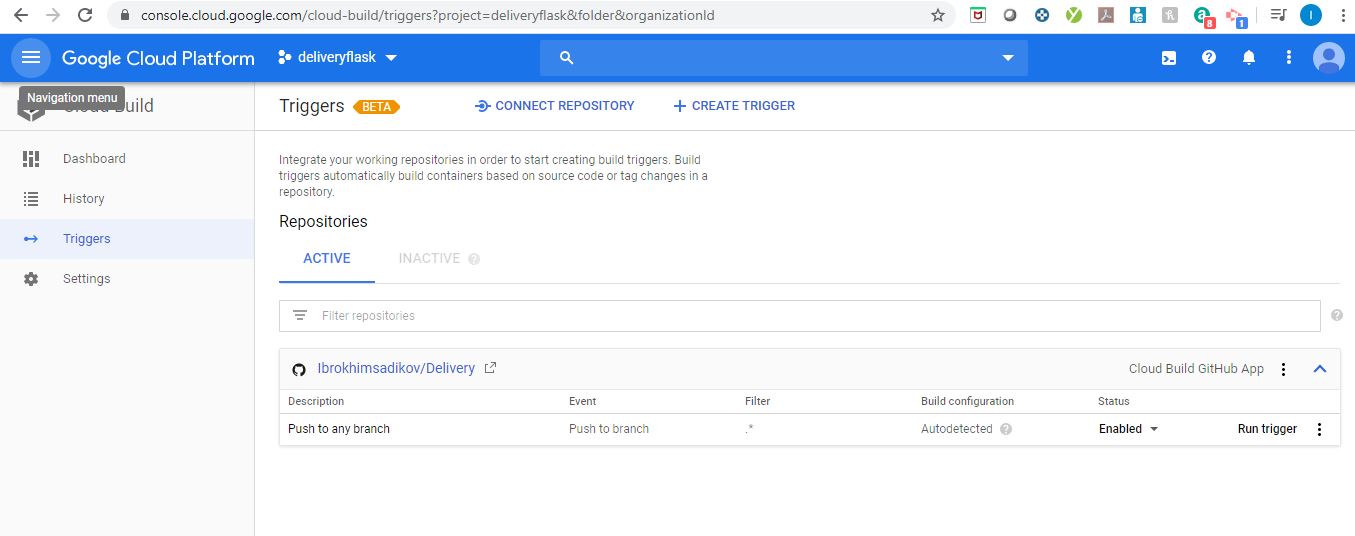 console.cloud.google.com/cloud-build/triggers?project=deliveryflask&folder&organizationId
8
1
I
Google Cloud Platform
deliveryflask
Navigation menu
Cloud Build
Triggers
BETA
CONNECT REPOSITORY
CREATE TRIGGER
Dashboard
History
Triggers
Settings
Integrate your working repositories in order to start creating build triggers. Build
triggers automatically build containers based on source code or tag changes in a
repository.
Repositories
ACTIVE
INACTIVE
Filter repositories
Ibrokhimsadikov/Delivery
Cloud Build GitHub App
Description Event Filter Build configuration Status
Push to any branch Push to branch .* Autodetected Enabled Run trigger